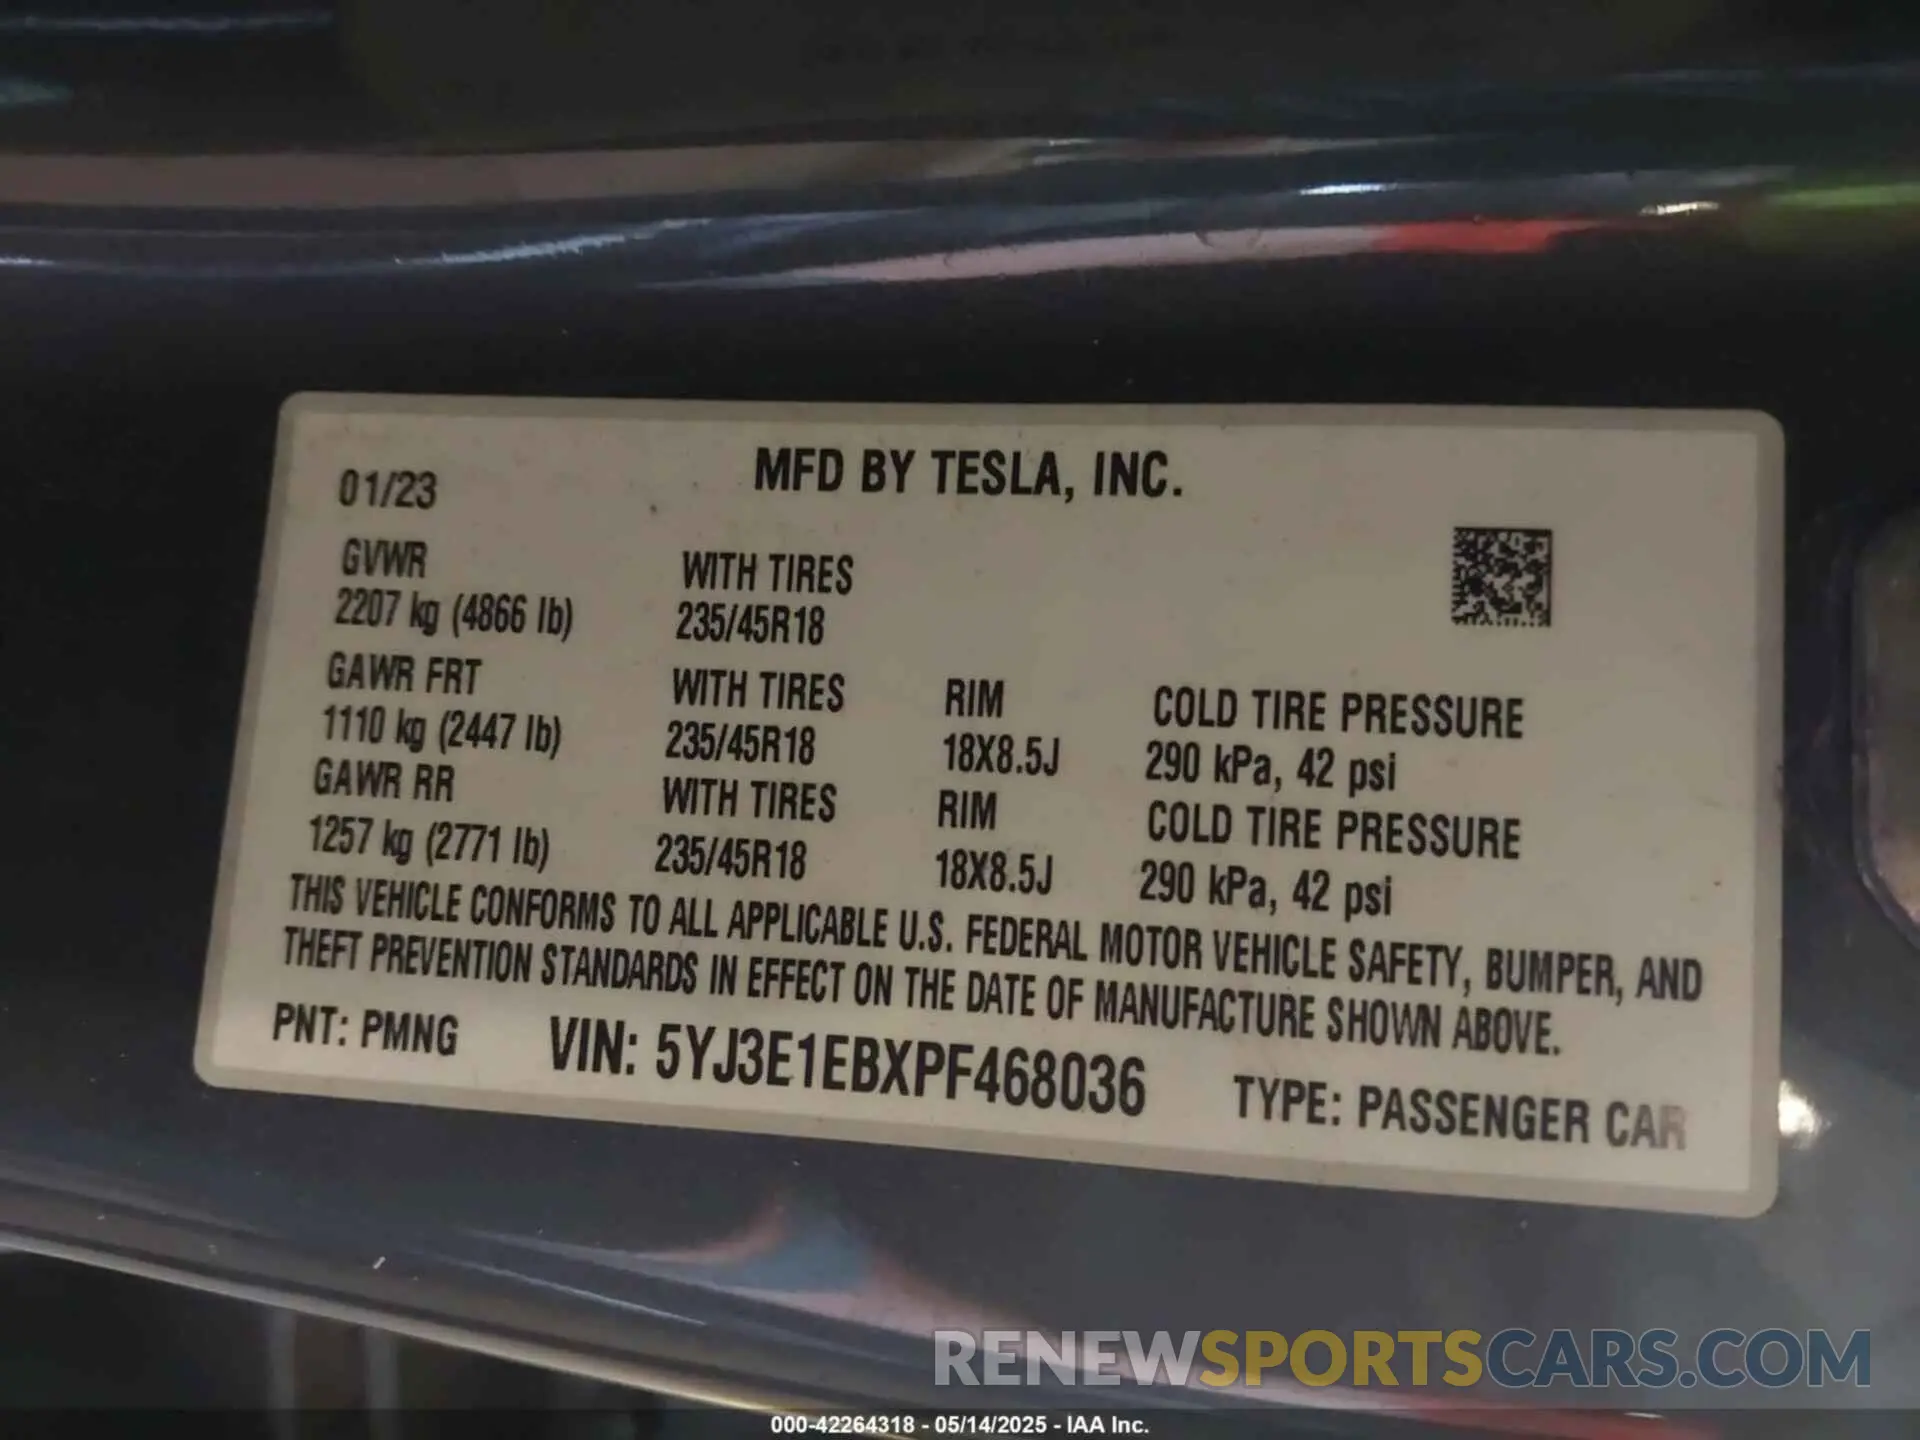 01/23
MFD BY TESLA, INC.
GVWR WITH TIRES
2207 kg (4866 lb) 235/45R18
GAWR FRT WITH TIRES RIM COLD TIRE PRESSURE
1110 kg (2447 lb) 235/45R18 18X8.5J 290 kPa, 42 psi
GAWR RR WITH TIRES RIM COLD TIRE PRESSURE
1257 kg (2771 lb) 235/45R18 18X8.5J 290 kPa, 42 psi
THIS VEHICLE CONFORMS TO ALL APPLICABLE U.S. FEDERAL MOTOR VEHICLE SAFETY, BUMPER, AND
THEFT PREVENTION STANDARDS IN EFFECT ON THE DATE OF MANUFACTURE SHOWN ABOVE.
PNT: PMNG VIN: 5YJ3E1EBXPF468036 TYPE: PASSENGER CAR
RENEWSPORTSCARS.COM
000-42264318 - 05/14/2025 - IAA Inc.